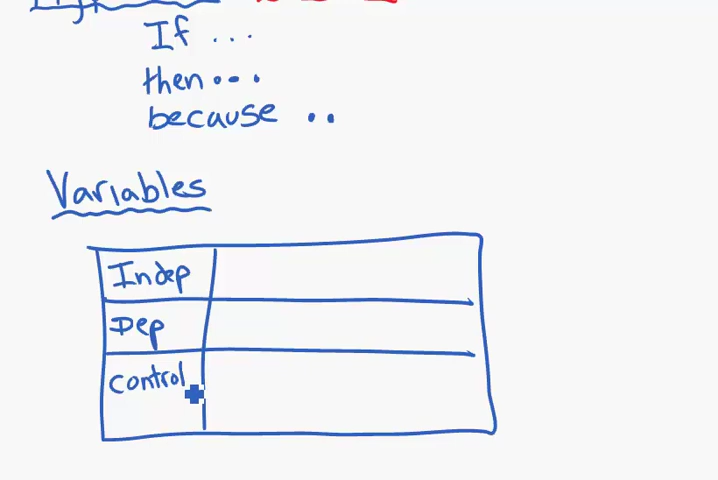 If ...
then...
because ..
Variables
Indep
Dep
control